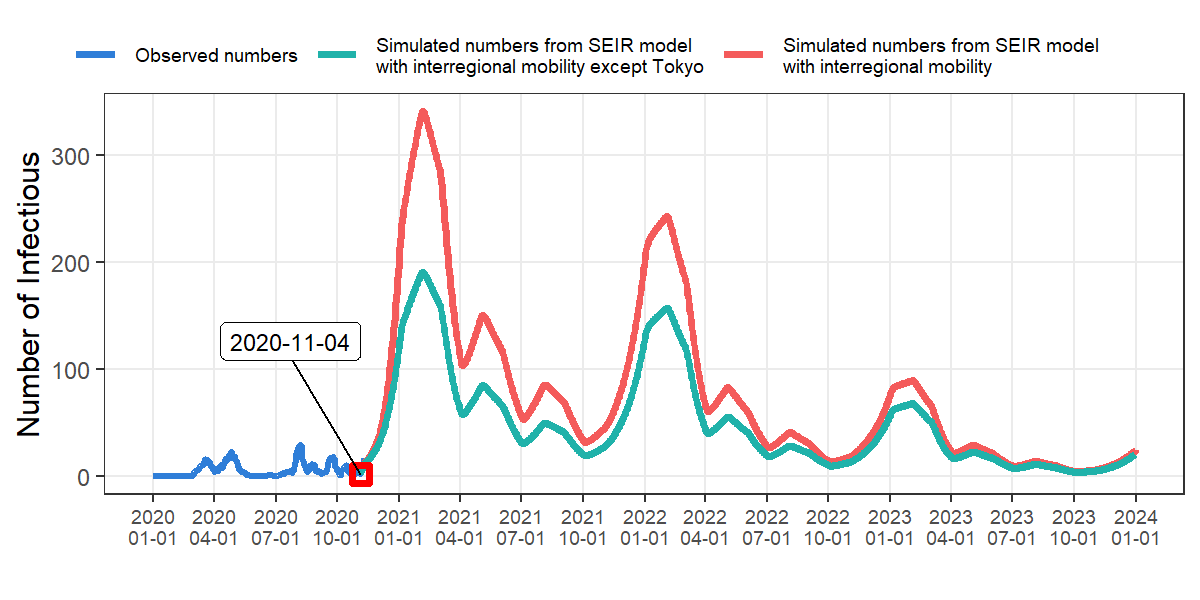 Observed numbers
Simulated numbers from SEIR model
with interregional mobility except Tokyo
Simulated numbers from SEIR model
with interregional mobility
Number of Infectious
300
200
100
0
2020-11-04
2020 2020 2020 2020 2021 2021 2021 2021 2022 2022 2022 2022 2023 2023 2023 2023 2024
01-01 04-01 07-01 10-01 01-01 04-01 07-01 10-01 01-01 04-01 07-01 10-01 01-01 04-01 07-01 10-01 01-01